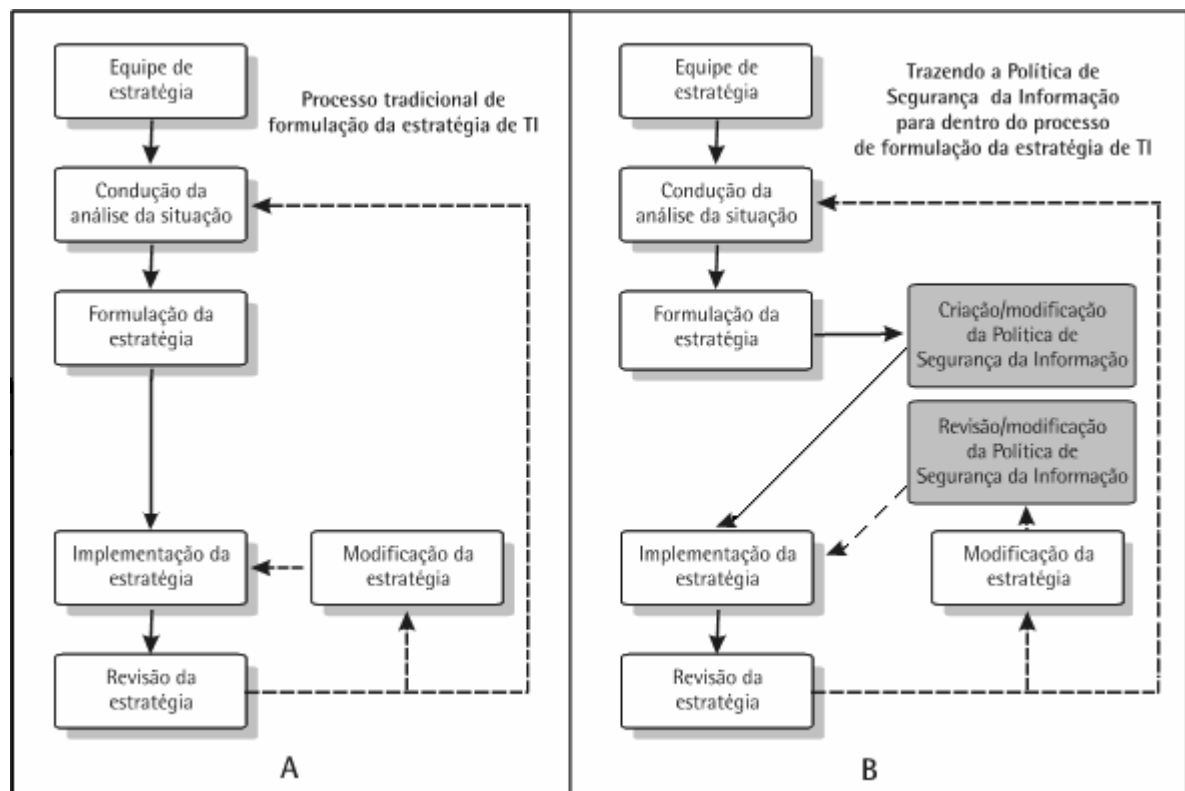 Equipe de
estratégia
Processo tradicional de
formulação da estratégia de TI
Condução da
análise da situação
Formulação da
estratégia
Implementação da
estratégia
Modificação da
estratégia
Revisão da
estratégia
A
Equipe de
estratégia
Trazendo a Política de
Segurança da Informação
para dentro do processo
de formulação da estratégia de TI
Condução da
análise da situação
Formulação da
estratégia
Criação/modificação
da Política de
Segurança da Informação
Revisão/modificação
da Política de
Segurança da Informação
Implementação da
estratégia
Modificação da
estratégia
Revisão da
estratégia
B